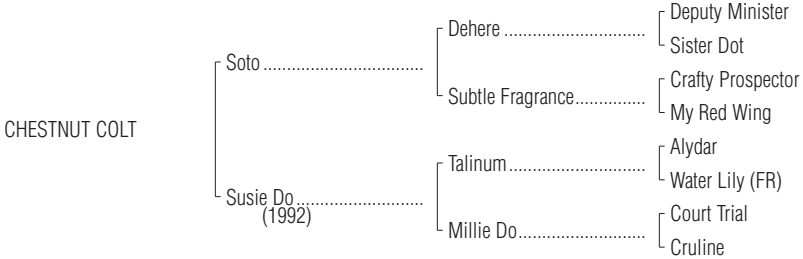 Deputy Minister
Dehere ..............................
Sister Dot
Soto .................................
Crafty Prospector
Subtle Fragrance...............
My Red Wing
CHESTNUT COLT
Alydar
Talinum .............................
Water Lily (FR)
Susie Do ..........................
(1992)
Court Trial
Millie Do...........................
Cruline